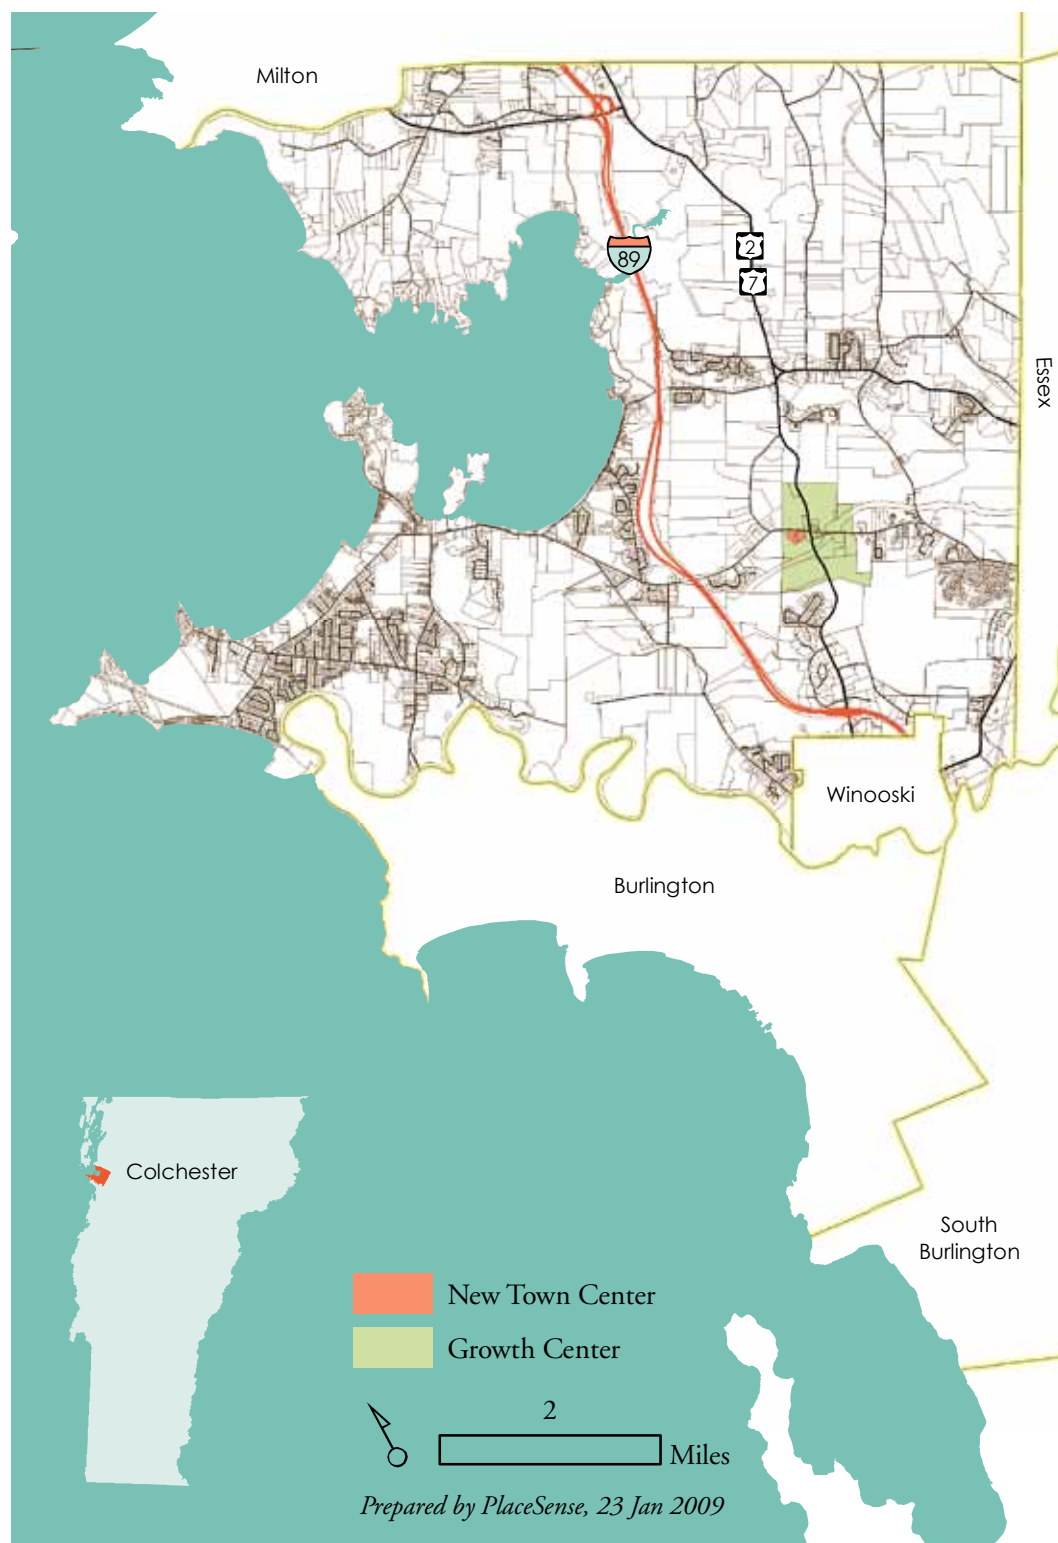 Milton
89
2
7
Essex
Winooski
Burlington
Colchester
South
Burlington
New Town Center
Growth Center
2
Miles
Prepared by PlaceSense, 23 Jan 2009